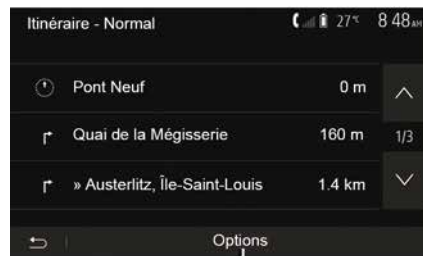 Itinéraire - Normal 27°C 8 48 AM
Pont Neuf 0 m
Quai de la Mégisserie 160 m 1/3
» Austerlitz, Île-Saint-Louis 1.4 km
Options